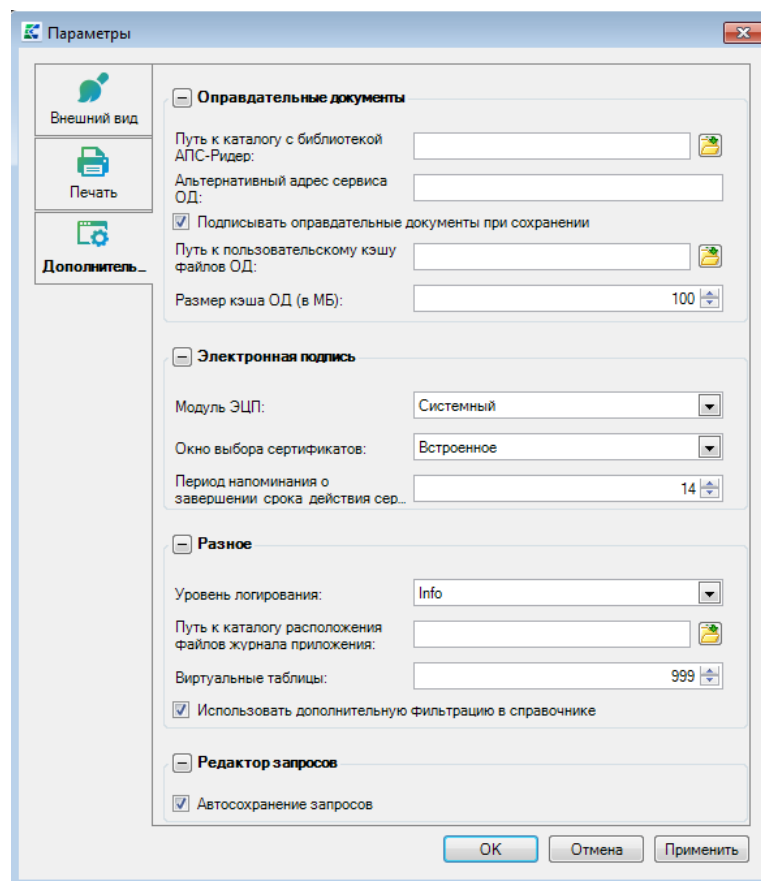 Параметры
Внешний вид
Печать
Дополнитель...
Оправдательные документы
Путь к каталогу с библиотекой
АПС-Ридер:
Альтернативный адрес сервиса
ОД:
Подписывать оправдательные документы при сохранении
Путь к пользовательскому кэшу
файлов ОД:
Размер кэша ОД (в МБ):
100
Электронная подпись
Модуль ЭЦП:
Системный
Окно выбора сертификатов:
Встроенное
Период напоминания о
завершении срока действия сер...
14
Разное
Уровень логирования:
Info
Путь к каталогу расположения
файлов журнала приложения:
Виртуальные таблицы:
999
Использовать дополнительную фильтрацию в справочнике
Редактор запросов
Автосохранение запросов
OK
Отмена
Применить